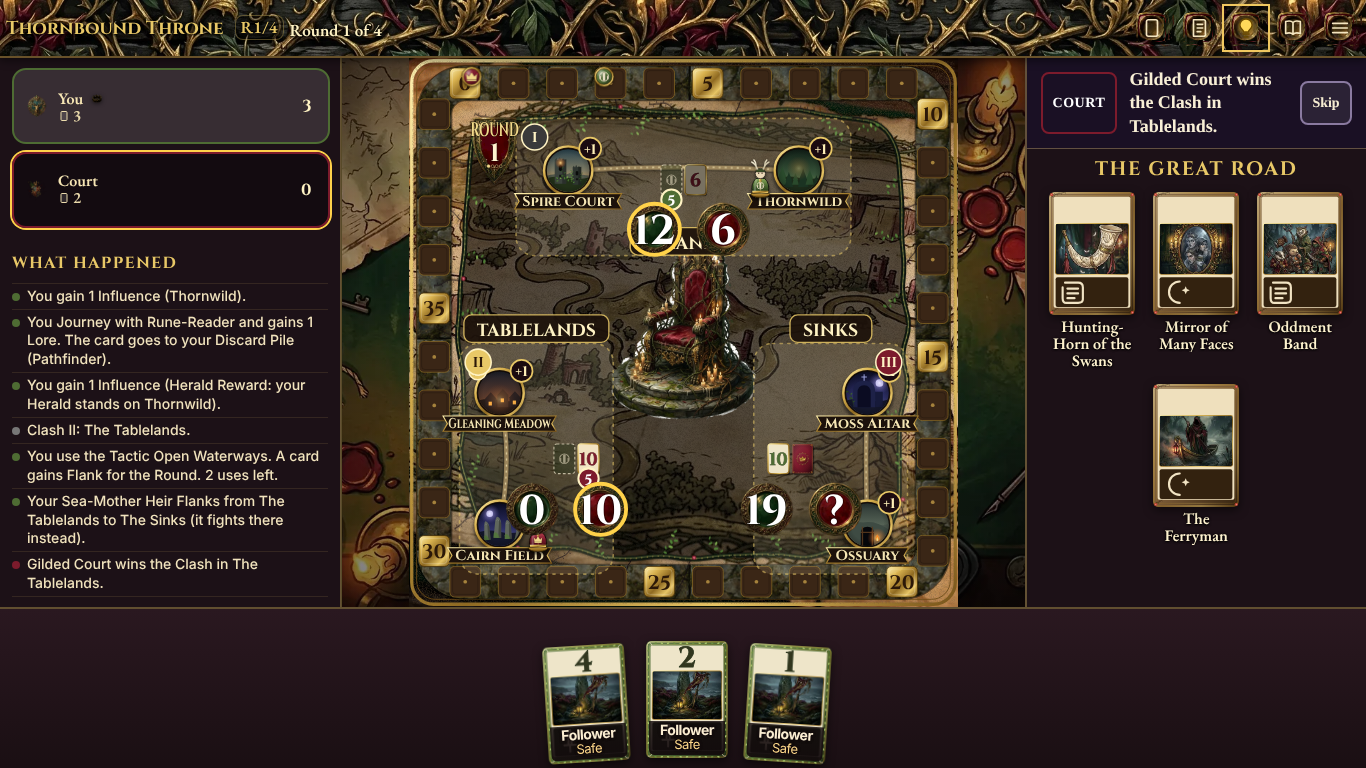 THORNBOUND THRONE R1/4 Round 1 of 4
You
3
3
Court
2
0
WHAT HAPPENED
You gain 1 Influence (Thornwild).
You Journey with Rune-Reader and gains 1
Lore. The card goes to your Discard Pile
(Pathfinder).
You gain 1 Influence (Herald Reward: your
Herald stands on Thornwild).
Clash II: The Tablelands.
You use the Tactic Open Waterways. A card
gains Flank for the Round. 2 uses left.
Your Sea-Mother Heir Flanks from The
Tablelands to The Sinks (it fights there
instead).
Gilded Court wins the Clash in The
Tablelands.
5
10
15
20
25
30
35
ROUND
1
I
+1
+1
SPIRE COURT
THORNWILD
6
5
12
6
TABLELANDS
SINKS
II
+1
GLEANING MEADOW
III
MOSS ALTAR
10
5
0
10
CAIRN FIELD
10
19
?
+1
OSSUARY
COURT
Gilded Court wins
the Clash in
Tablelands.
Skip
THE GREAT ROAD
Hunting-
Horn of the
Swans
Mirror of
Many Faces
Oddment
Band
The
Ferryman
4
Follower
Safe
2
Follower
Safe
1
Follower
Safe